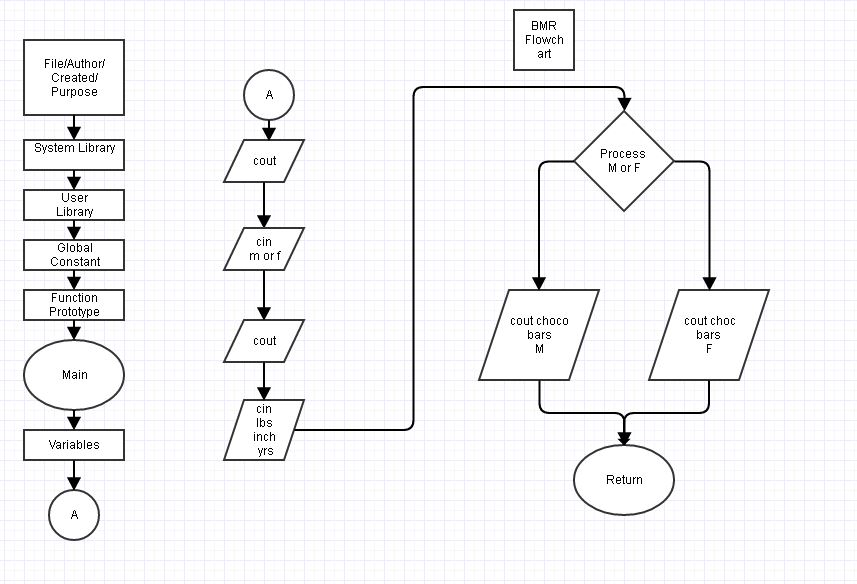 BMR
Flowch
art
File/Author/
Created/
Purpose
System Library
User
Library
Global
Constant
Function
Prototype
Main
Variables
A
A
cout
cin
m or f
cout
cin
lbs
inch
yrs
Process
M or F
cout choco
bars
M
cout choc
bars
F
Return